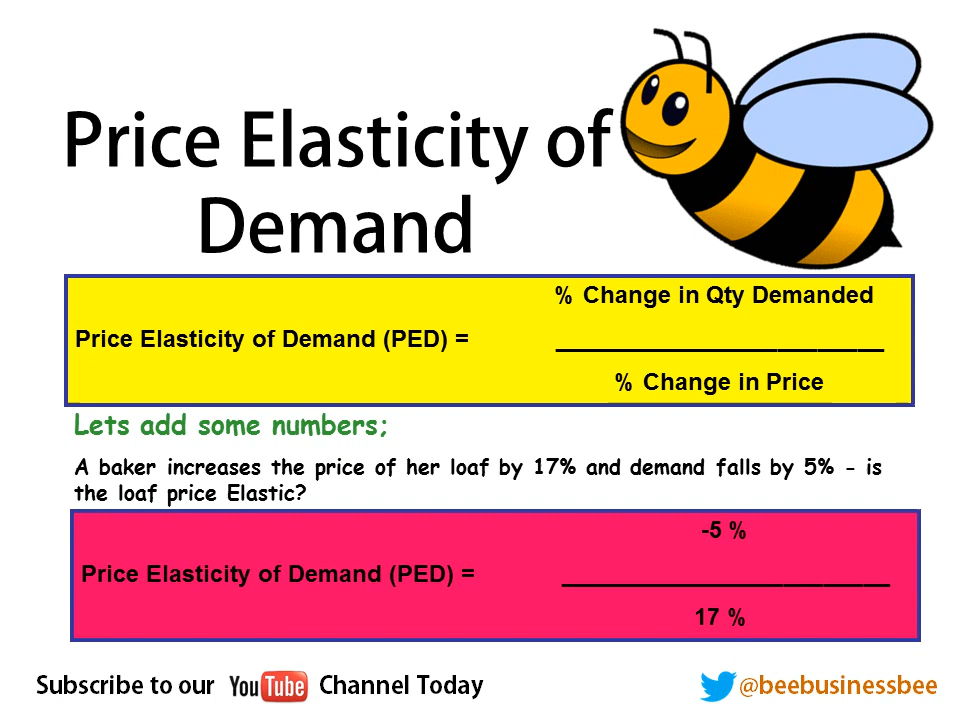 Price Elasticity of
Demand
% Change in Qty Demanded
Price Elasticity of Demand (PED) =
% Change in Price
Lets add some numbers;
A baker increases the price of her loaf by 17% and demand falls by 5% - is
the loaf price Elastic?
-5 %
Price Elasticity of Demand (PED) =
17 %
Subscribe to our YouTube Channel Today @beebusinessbee